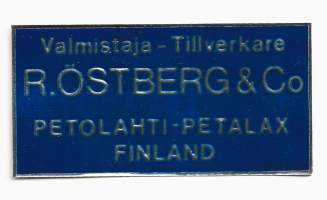 Valmistaja - Tillverkare
R. ÖSTBERG & Co
PETOLAHTI - PETALAX
FINLAND